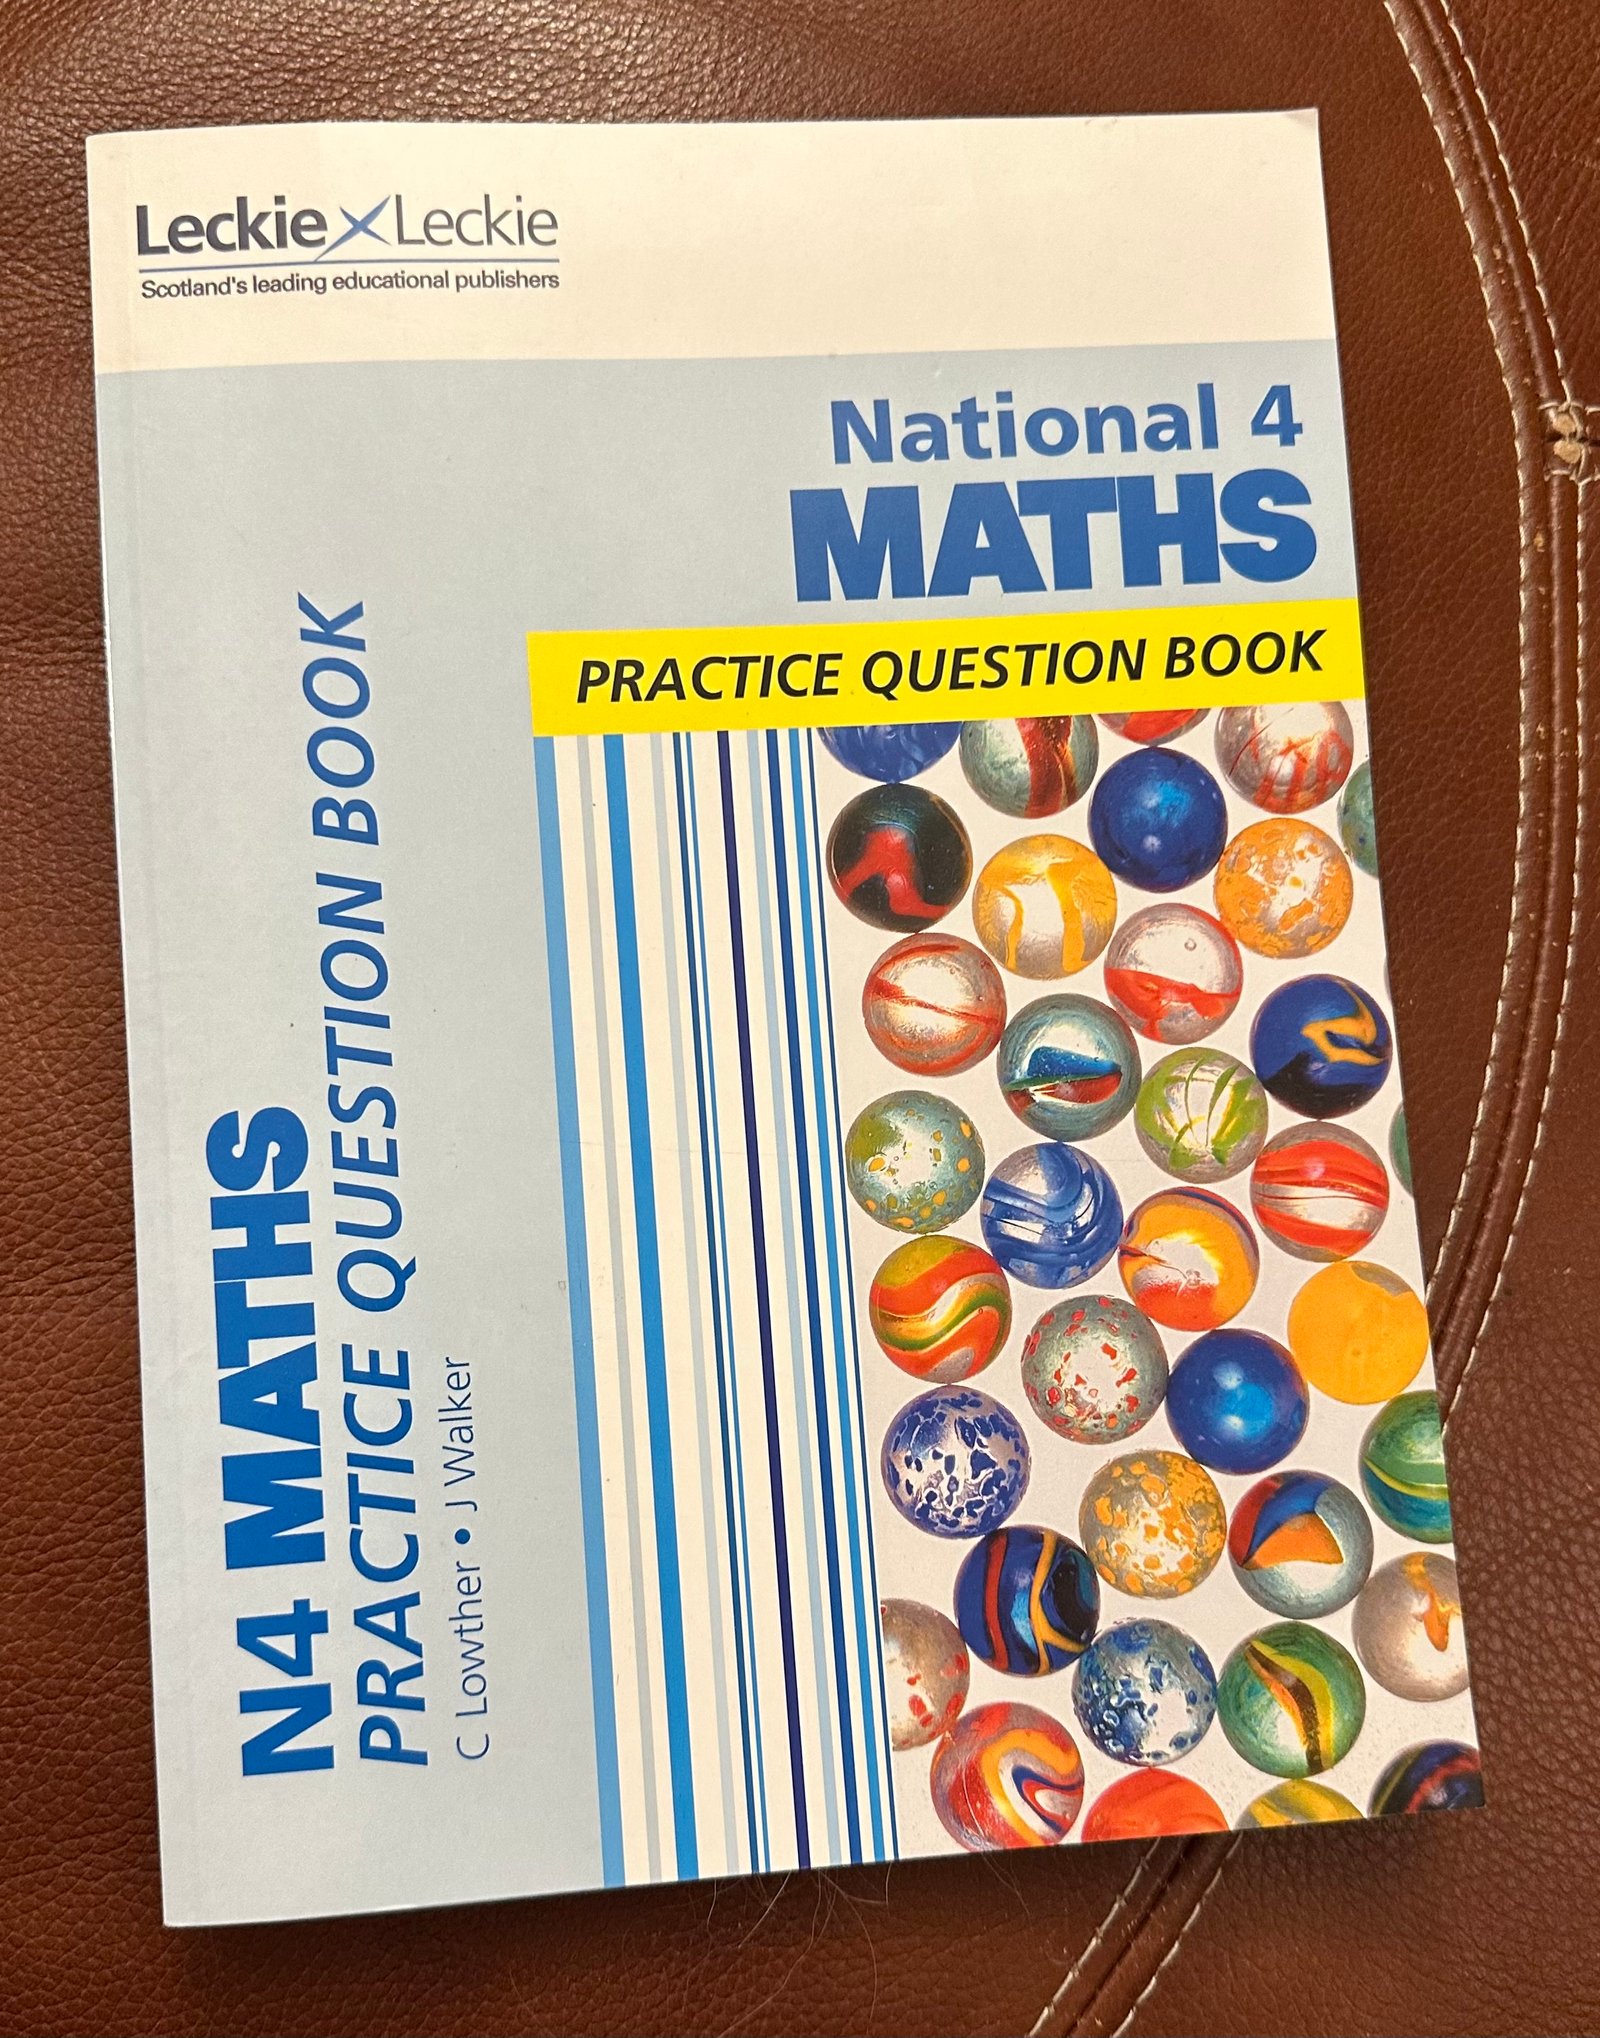 Leckie Leckie
Scotland's leading educational publishers
National 4
MATHS
PRACTICE QUESTION BOOK
N4 MATHS
PRACTICE QUESTION BOOK
C Lowther • J Walker